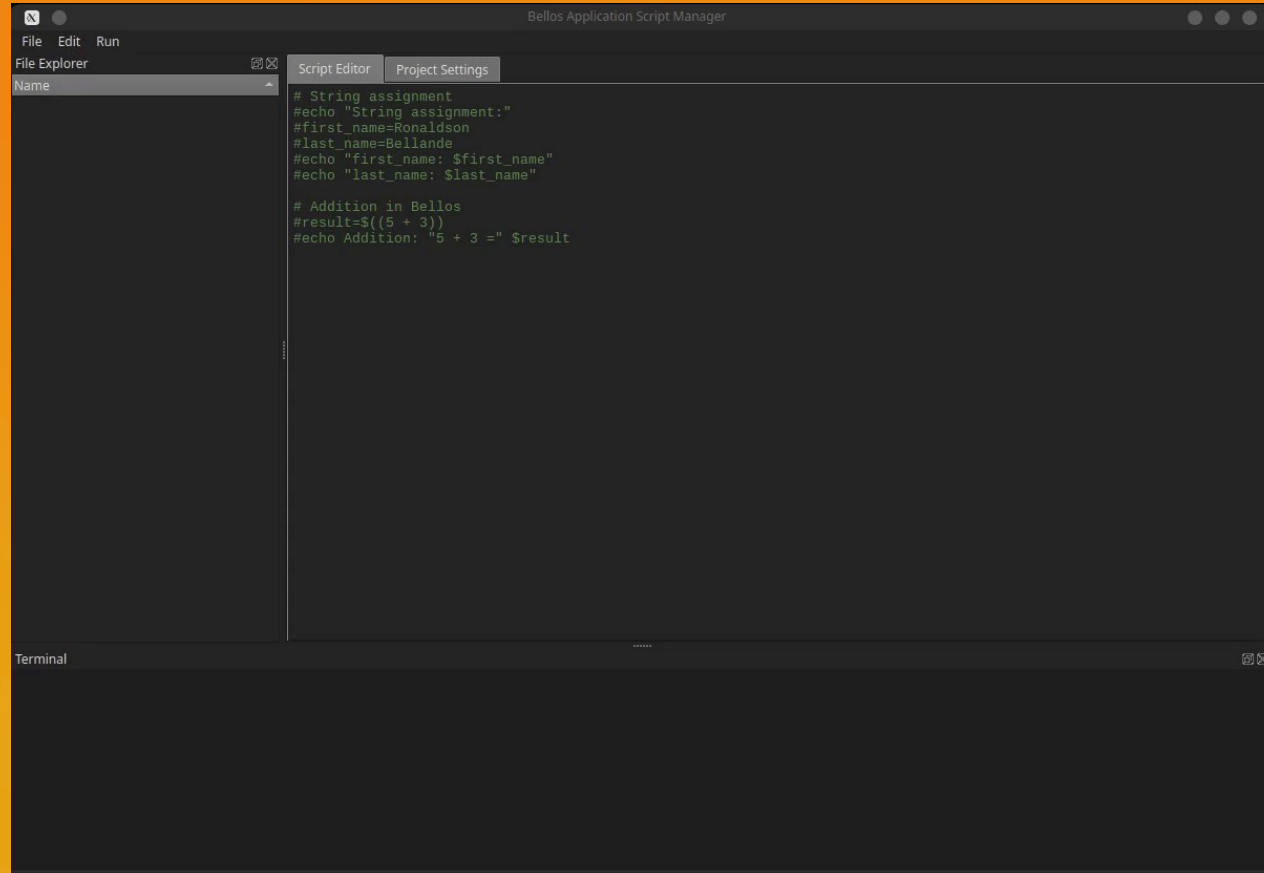 Bellos Application Script Manager
File Edit Run
File Explorer
Name
Script Editor Project Settings
# String assignment
#echo "String assignment:"
#first_name=Ronaldson
#last_name=Bellande
#echo "first_name: $first_name"
#echo "last_name: $last_name"
# Addition in Bellos
#result=$((5 + 3))
#echo Addition: "5 + 3 =" $result
Terminal